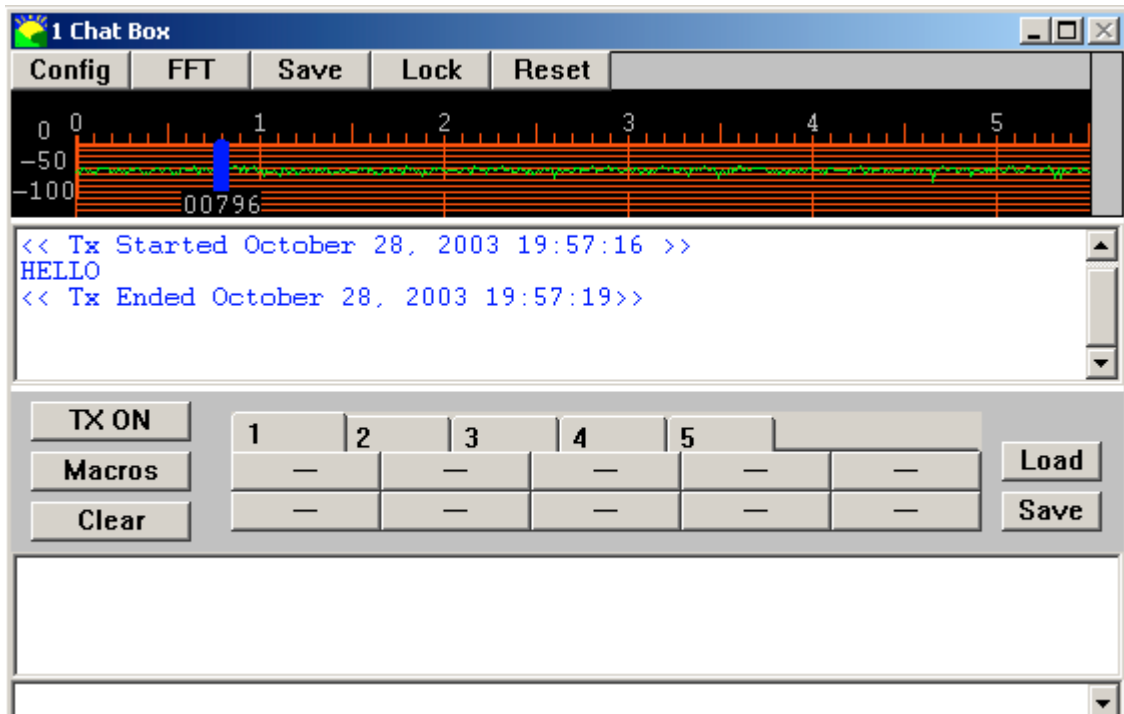 1 Chat Box
Config FFT Save Lock Reset
0 0 1 2 3 4 5
-50
-100
00796
<< Tx Started October 28, 2003 19:57:16 >>
HELLO
<< Tx Ended October 28, 2003 19:57:19>>
TX ON
1 2 3 4 5
Macros — — — — — Load
Clear — — — — — Save